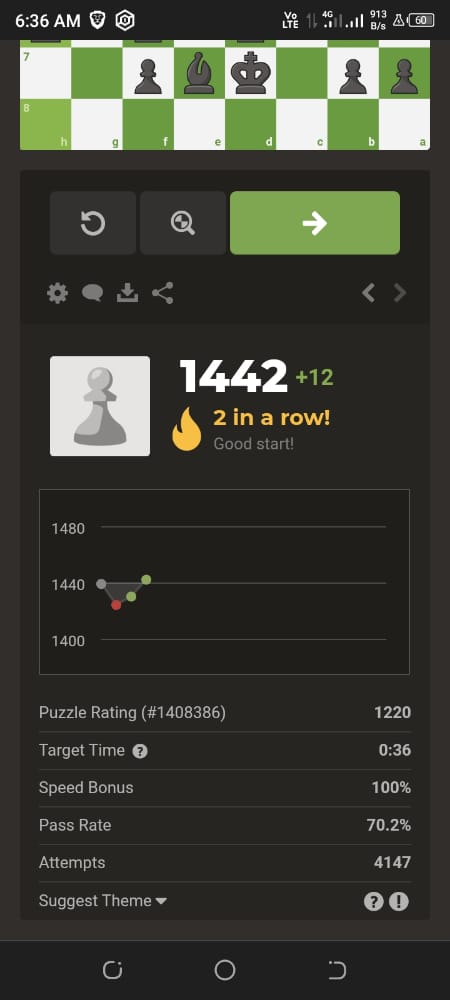 6:36 AM
Vo LTE 4G 913 B/s 60
7
8
h g f e d c b a
1442 +12
2 in a row!
Good start!
1480
1440
1400
Puzzle Rating (#1408386) 1220
Target Time ? 0:36
Speed Bonus 100%
Pass Rate 70.2%
Attempts 4147
Suggest Theme ? !